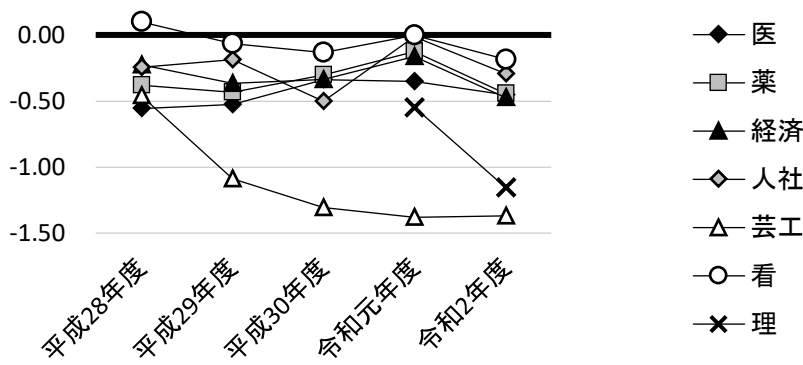 0.00
-0.50
-1.00
-1.50
平成28年度
平成29年度
平成30年度
令和元年度
令和2年度
医
薬
経済
人社
芸工
看
理